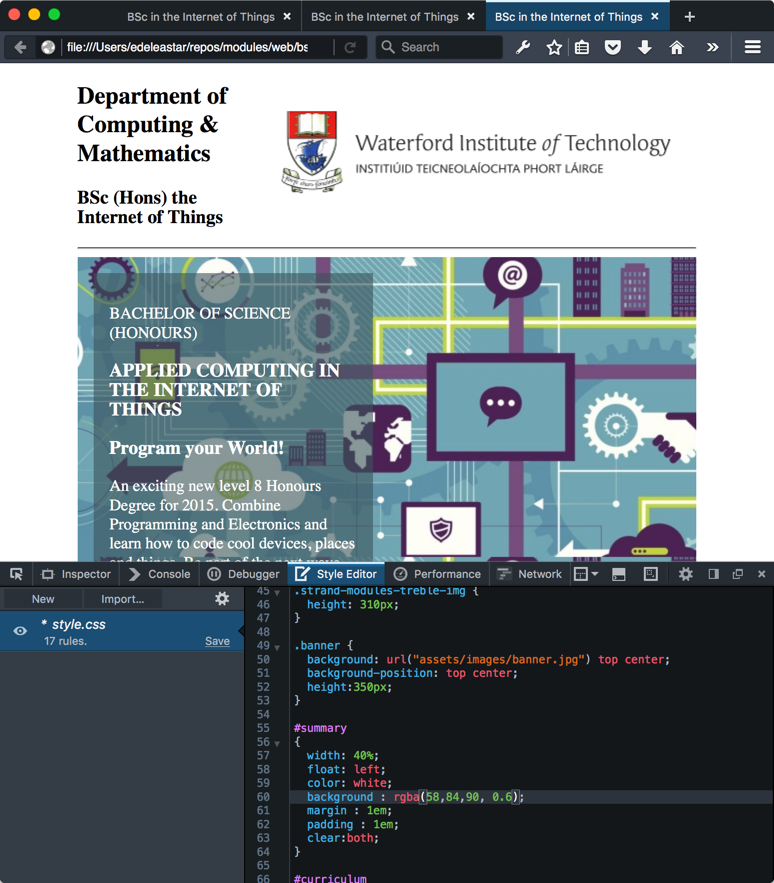 BSc in the Internet of Things ×
BSc in the Internet of Things ×
BSc in the Internet of Things ×
+
file:///Users/edeleastar/repos/modules/web/bs
Search
Department of
Computing &
Mathematics
BSc (Hons) the
Internet of Things
Waterford Institute of Technology
INSTITIÚID TEICNEOLAÍOCHTA PHORT LÁIRGE
@
BACHELOR OF SCIENCE
(HONOURS)
APPLIED COMPUTING IN
THE INTERNET OF
THINGS
Program your World!
An exciting new level 8 Honours
Degree for 2015. Combine
Programming and Electronics and
learn how to code cool devices, places
Inspector
Console
Debugger
Style Editor
Performance
Network
New
Import...
* style.css
17 rules.
Save
45 .strand-modules-treble-img {
46 height: 310px;
47 }
48
49 .banner {
50 background: url("assets/images/banner.jpg") top center;
51 background-position: top center;
52 height:350px;
53 }
54
55 #summary
56 {
57 width: 40%;
58 float: left;
59 color: white;
60 background : rgba(58,84,90, 0.6);
61 margin : 1em;
62 padding : 1em;
63 clear:both;
64 }
65
66 #curriculum